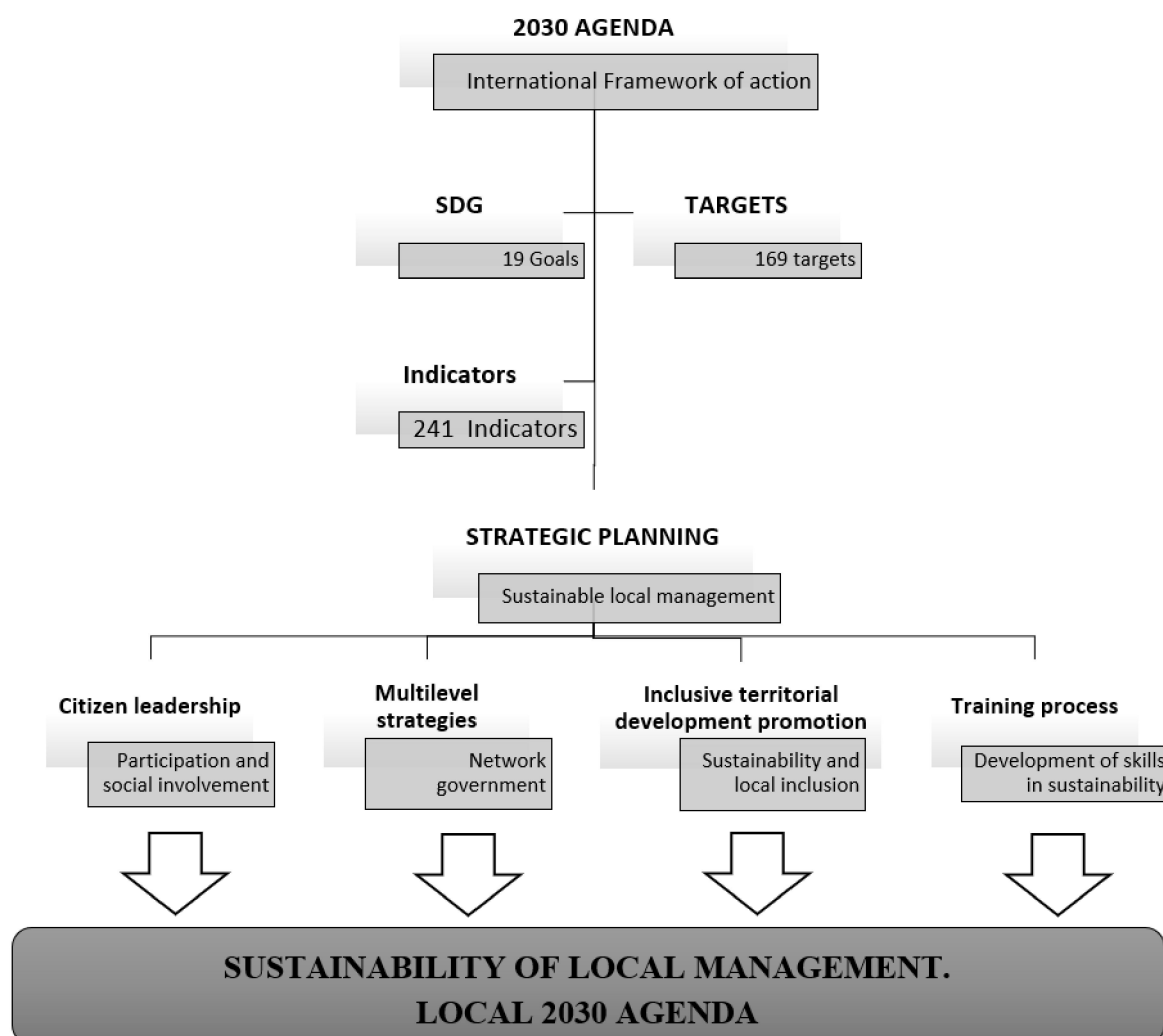 2030 AGENDA
International Framework of action
SDG
19 Goals
TARGETS
169 targets
Indicators
241 Indicators
STRATEGIC PLANNING
Sustainable local management
Citizen leadership
Participation and
social involvement
Multilevel
strategies
Network
government
Inclusive territorial
development promotion
Sustainability and
local inclusion
Training process
Development of skills
in sustainability
SUSTAINABILITY OF LOCAL MANAGEMENT.
LOCAL 2030 AGENDA